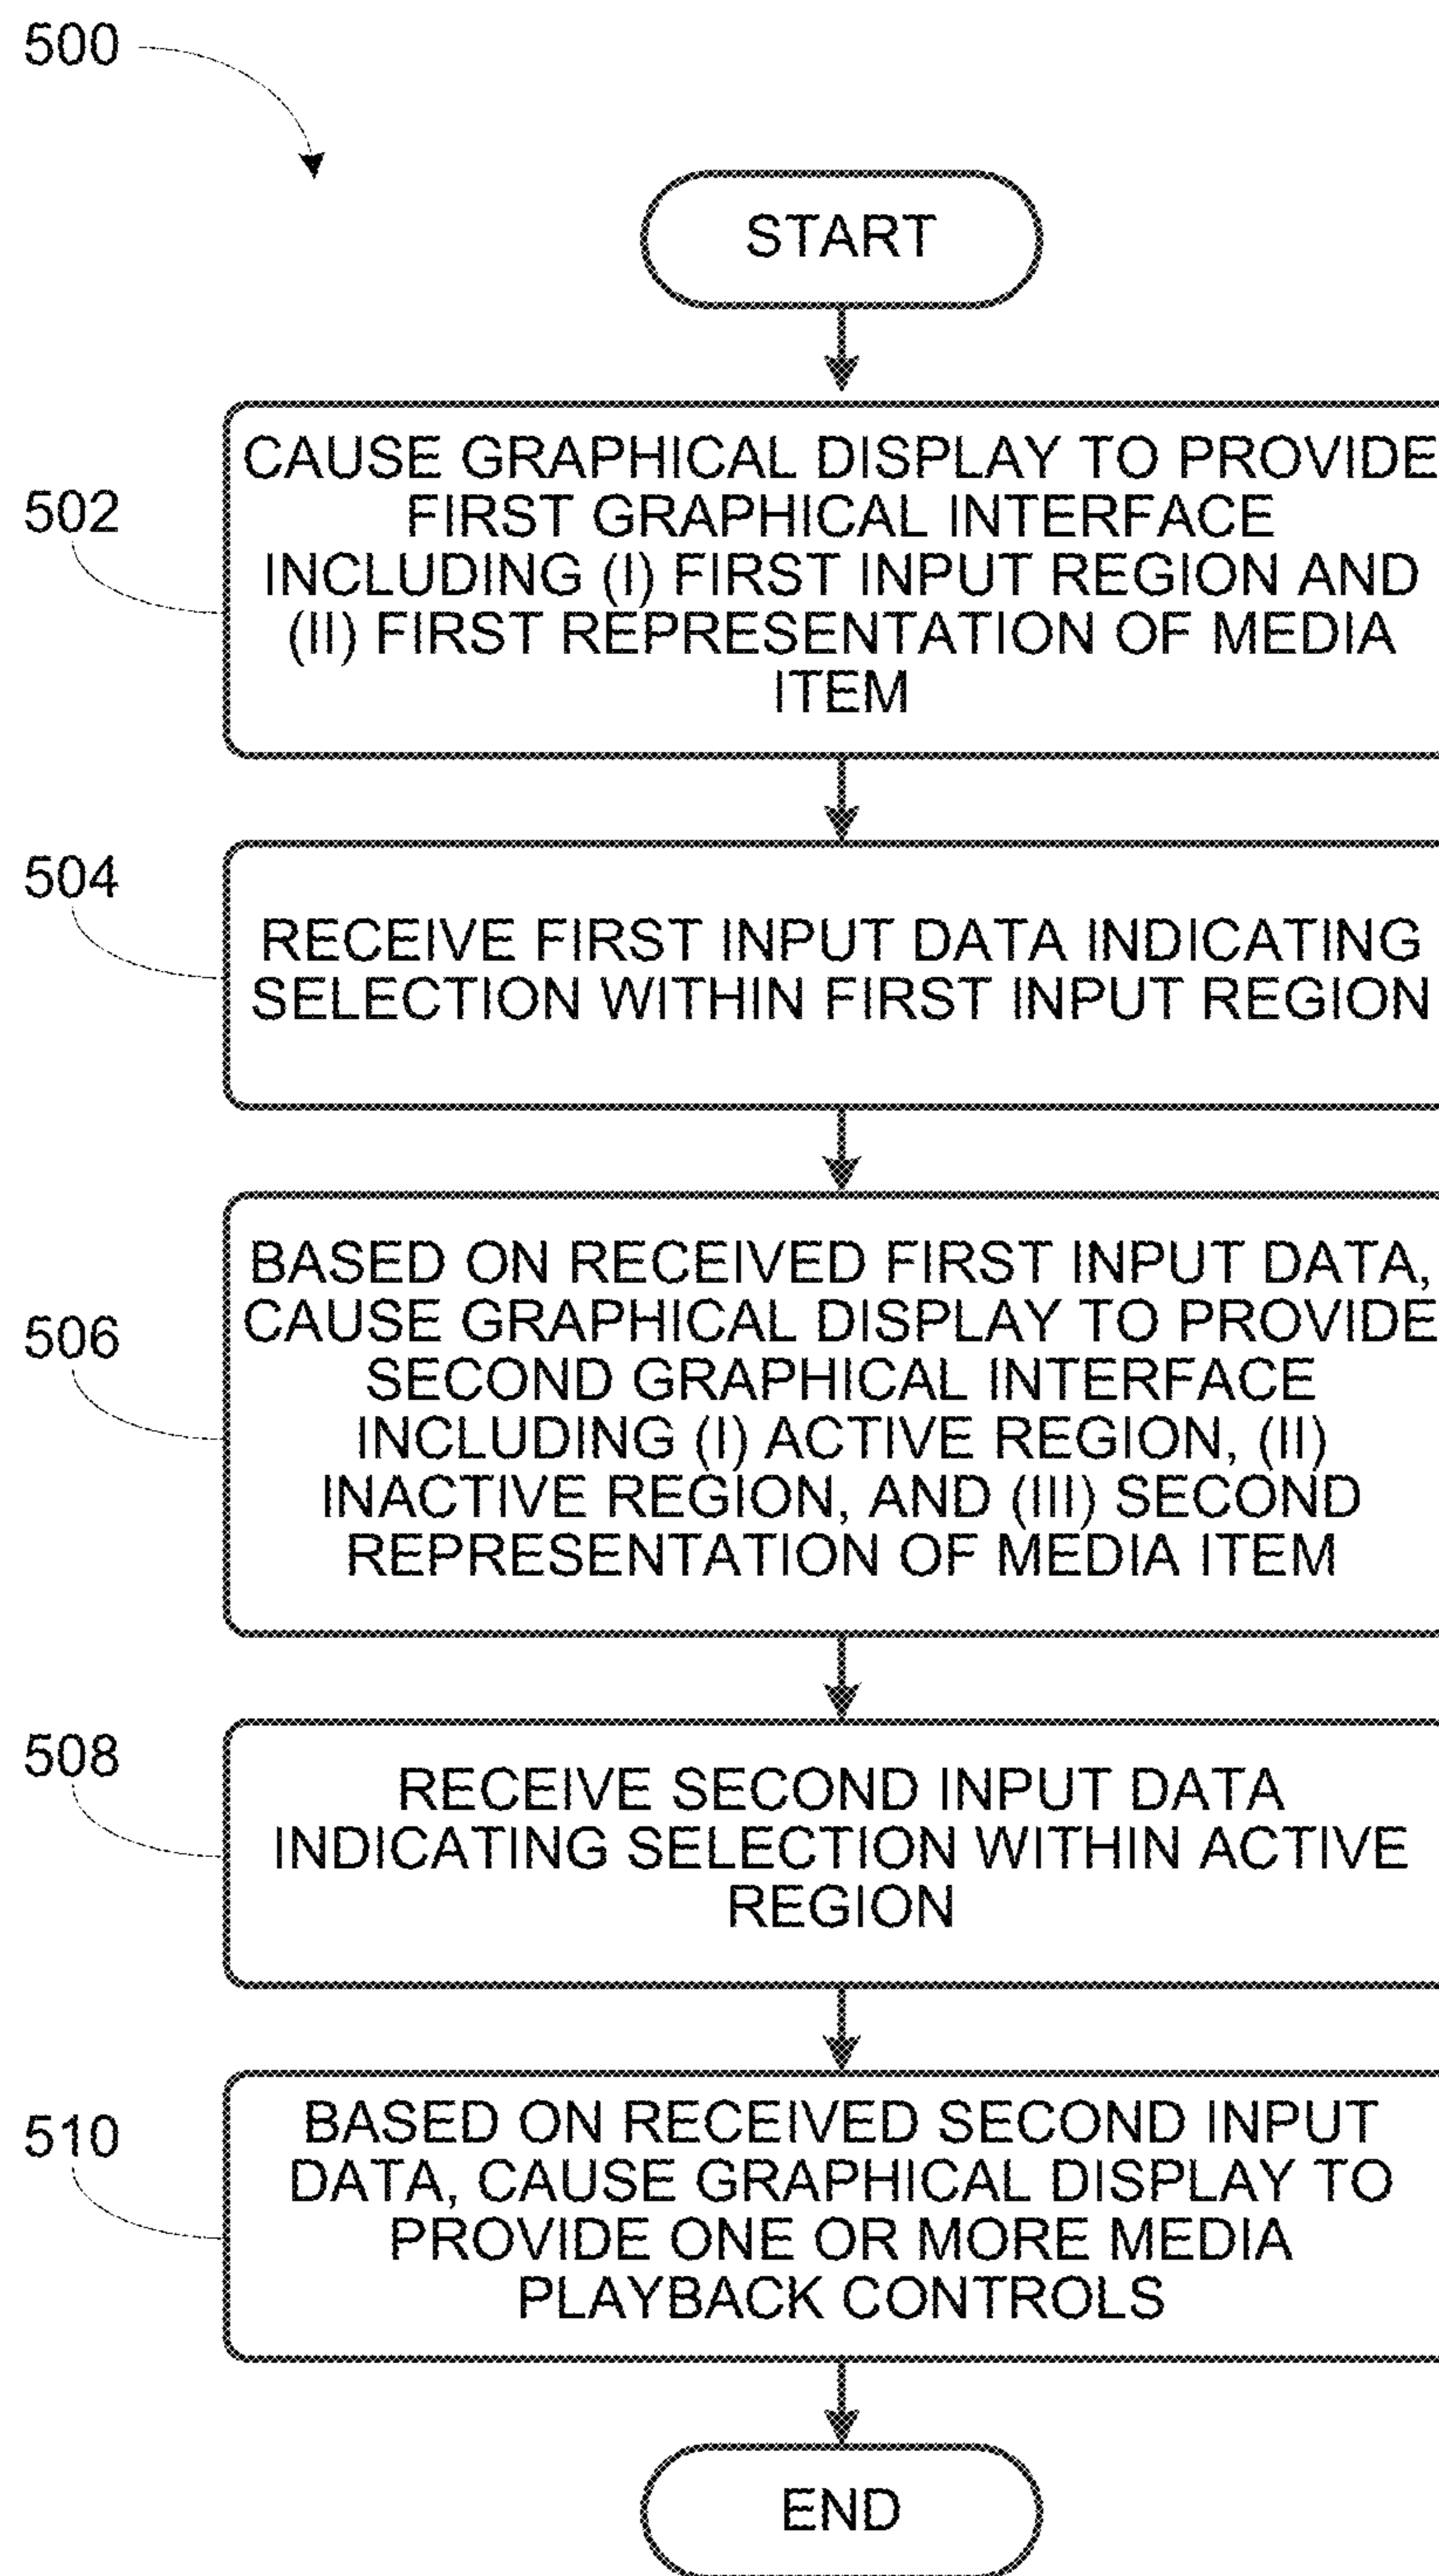 500
START
502
CAUSE GRAPHICAL DISPLAY TO PROVIDE
FIRST GRAPHICAL INTERFACE
INCLUDING (I) FIRST INPUT REGION AND
(II) FIRST REPRESENTATION OF MEDIA
ITEM
504
RECEIVE FIRST INPUT DATA INDICATING
SELECTION WITHIN FIRST INPUT REGION
506
BASED ON RECEIVED FIRST INPUT DATA,
CAUSE GRAPHICAL DISPLAY TO PROVIDE
SECOND GRAPHICAL INTERFACE
INCLUDING (I) ACTIVE REGION, (II)
INACTIVE REGION, AND (III) SECOND
REPRESENTATION OF MEDIA ITEM
508
RECEIVE SECOND INPUT DATA
INDICATING SELECTION WITHIN ACTIVE
REGION
510
BASED ON RECEIVED SECOND INPUT
DATA, CAUSE GRAPHICAL DISPLAY TO
PROVIDE ONE OR MORE MEDIA
PLAYBACK CONTROLS
END